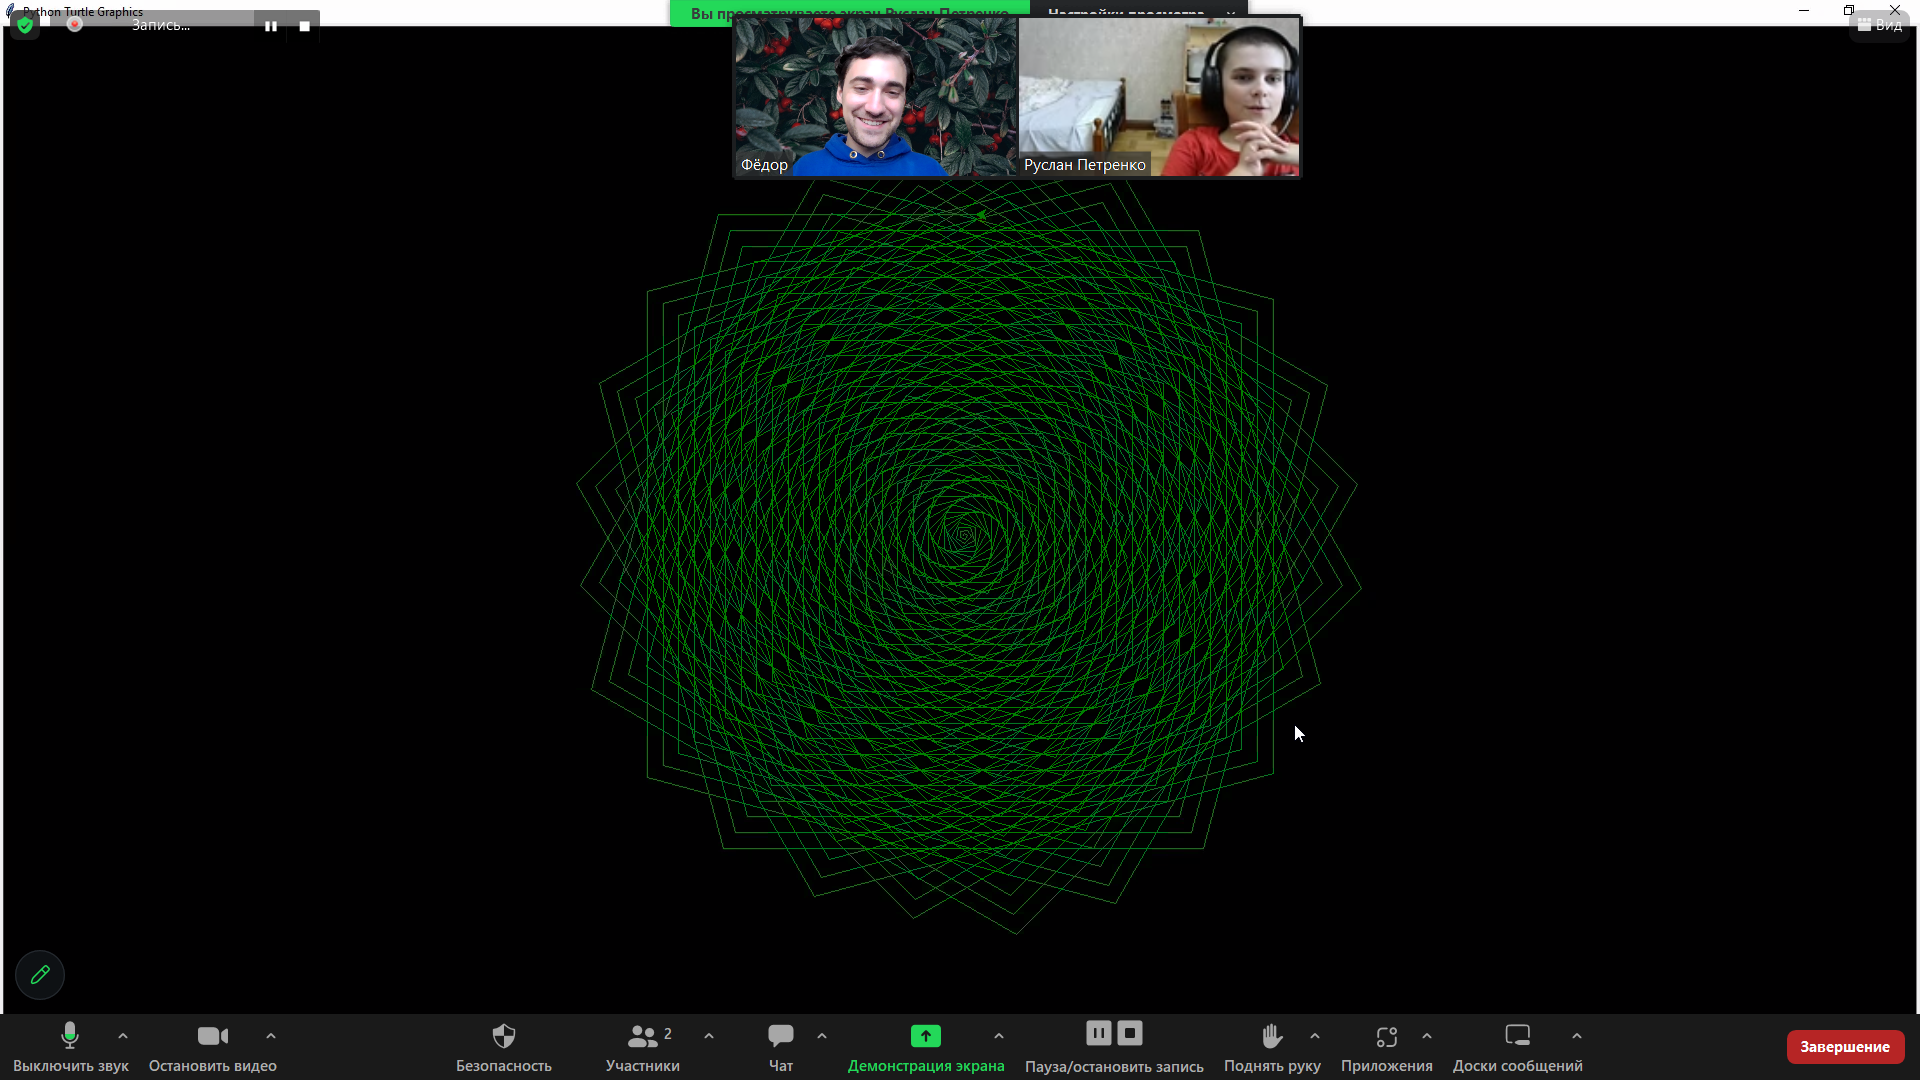 Python Turtle Graphics
Запись...
Вы просматриваете экран Руслан Петренко
Настройки просмотра
Вид
Фёдор
Руслан Петренко
2
Выключить звук
Остановить видео
Безопасность
Участники
Чат
Демонстрация экрана
Пауза/остановить запись
Поднять руку
Приложения
Доски сообщений
Завершение